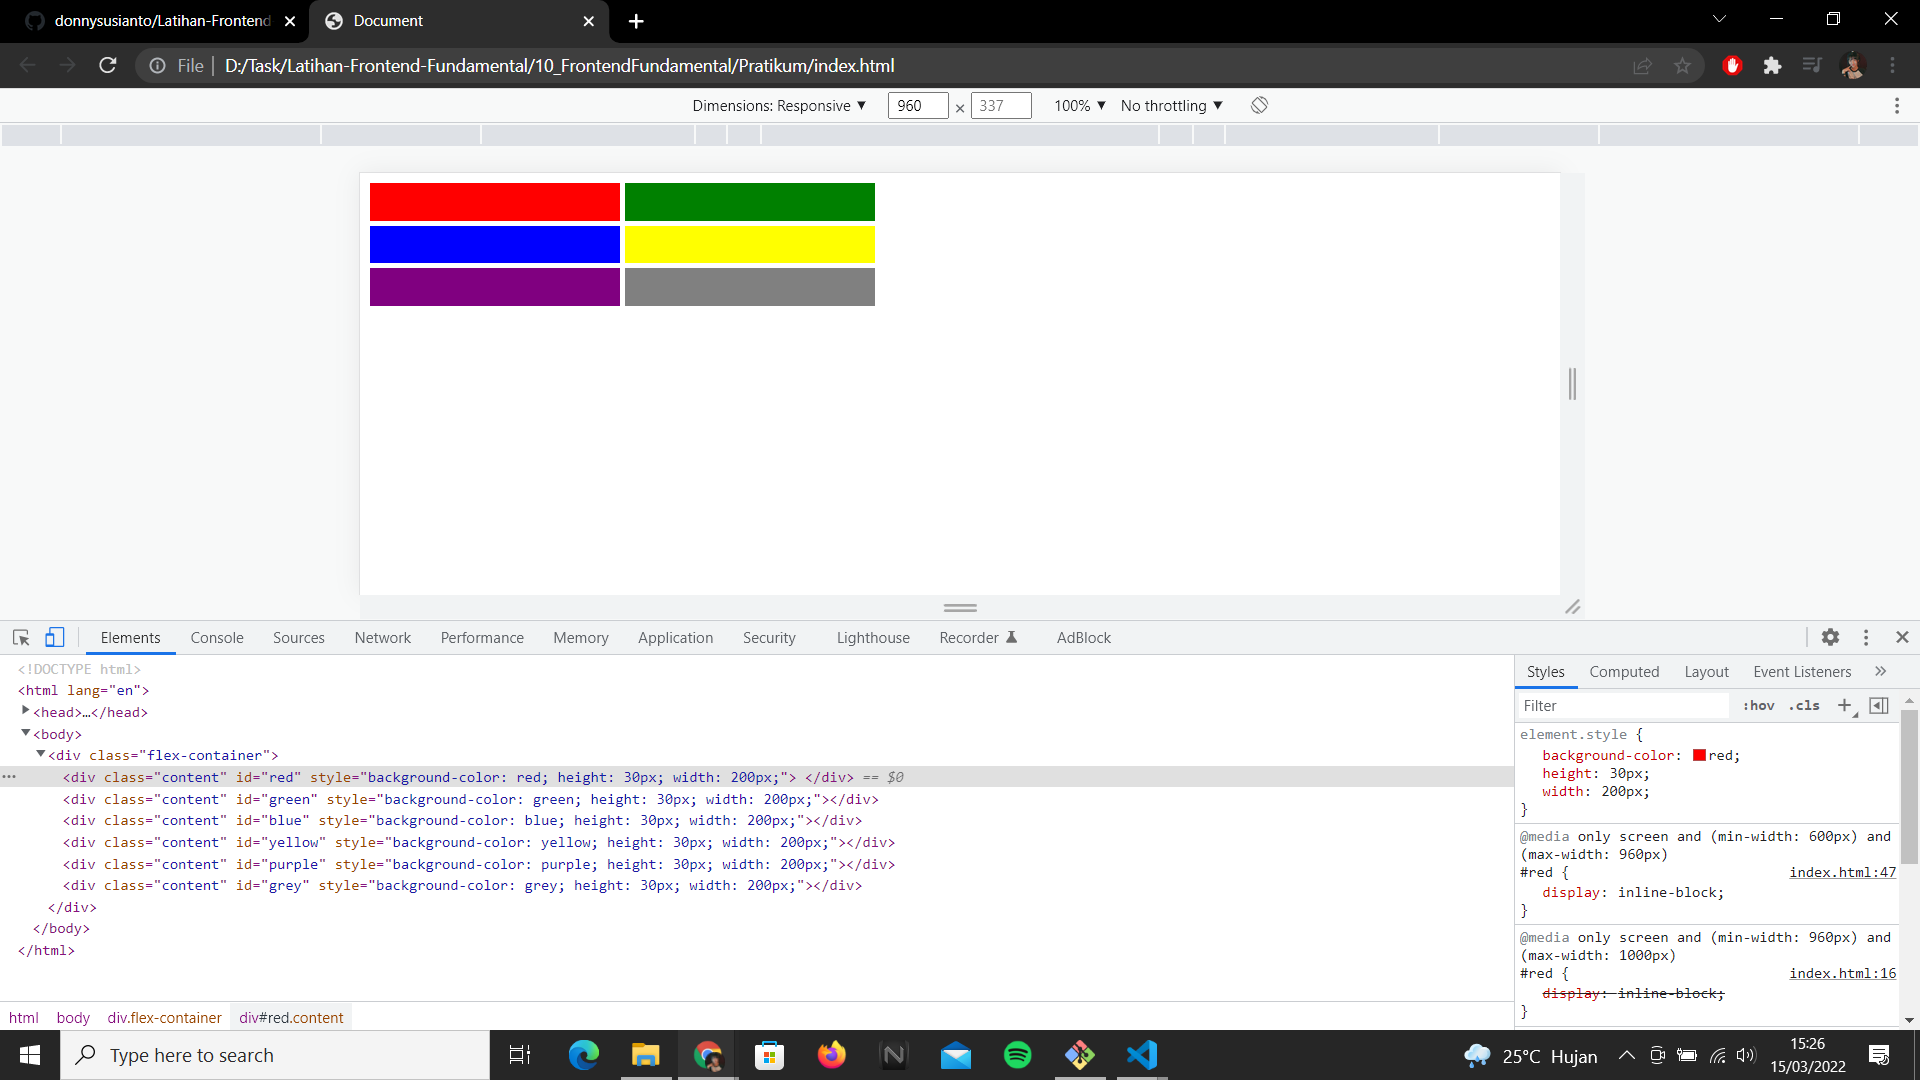 donnysusianto/Latihan-Frontend
Document
File
D:/Task/Latihan-Frontend-Fundamental/10_FrontendFundamental/Pratikum/index.html
Dimensions: Responsive ▼ 960 × 337 100% ▼ No throttling ▼
Elements Console Sources Network Performance Memory Application Security Lighthouse Recorder AdBlock
<!DOCTYPE html>
<html lang="en">
<head>…</head>
<body>
<div class="flex-container">
<div class="content" id="red" style="background-color: red; height: 30px; width: 200px;"> </div> == $0
<div class="content" id="green" style="background-color: green; height: 30px; width: 200px;"></div>
<div class="content" id="blue" style="background-color: blue; height: 30px; width: 200px;"></div>
<div class="content" id="yellow" style="background-color: yellow; height: 30px; width: 200px;"></div>
<div class="content" id="purple" style="background-color: purple; height: 30px; width: 200px;"></div>
<div class="content" id="grey" style="background-color: grey; height: 30px; width: 200px;"></div>
</div>
</body>
</html>
html body div.flex-container div#red.content
Styles Computed Layout Event Listeners »
Filter :hov .cls +
element.style {
background-color: red;
height: 30px;
width: 200px;
}
@media only screen and (min-width: 600px) and
(max-width: 960px)
#red { index.html:47
display: inline-block;
}
@media only screen and (min-width: 960px) and
(max-width: 1000px)
#red { index.html:16
display: inline-block;
}
Type here to search
N
25°C Hujan
15:26
15/03/2022